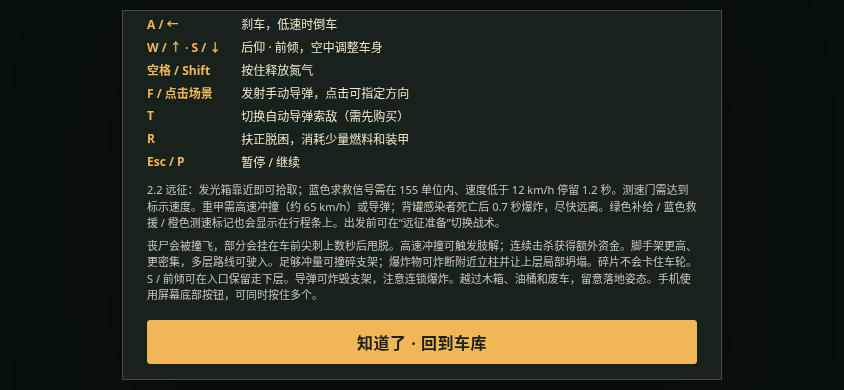 A / ← 刹车，低速时倒车
W / ↑ · S / ↓ 后仰 · 前倾，空中调整车身
空格 / Shift 按住释放氮气
F / 点击场景 发射手动导弹，点击可指定方向
T 切换自动导弹索敌（需先购买）
R 扶正脱困，消耗少量燃料和装甲
Esc / P 暂停 / 继续
2.2 远征：发光箱靠近即可拾取；蓝色求救信号需在 155 单位内、速度低于 12 km/h 停留 1.2 秒。测速门需达到
标示速度。重甲需高速冲撞（约 65 km/h）或导弹；背罐感染者死亡后 0.7 秒爆炸，尽快远离。绿色补给 / 蓝色救
援 / 橙色测速标记也会显示在行程条上。出发前可在“远征准备”切换战术。
丧尸会被撞飞，部分会挂在车前尖刺上数秒后甩脱。高速冲撞可触发肢解；连续击杀获得额外资金。脚手架更高、
更密集，多层路线可驶入。足够冲量可撞碎支架；爆炸物可炸断附近立柱并让上层局部坍塌。碎片不会卡住车轮。
S / 前倾可在入口保留走下层。导弹可炸毁支架，注意连锁爆炸。越过木箱、油桶和废车，留意落地姿态。手机使
用屏幕底部按钮，可同时按住多个。
知道了 · 回到车库